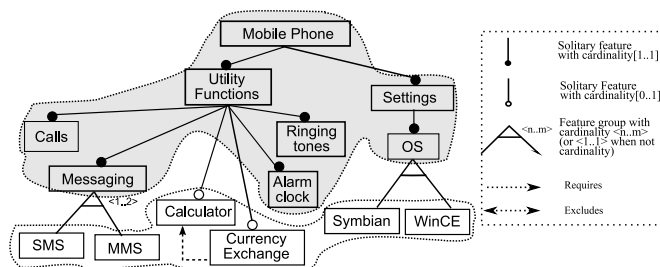 Mobile Phone
Utility
Functions
Settings
Calls
Ringing
tones
OS
Messaging
Alarm
clock
<1..2>
Calculator
Symbian
WinCE
SMS
MMS
Currency
Exchange
Solitary feature
with cardinality[1..1]
Solitary Feature
with cardinality[0..1]
<n..m>
Feature group with
cardinality <n..m>
(or <1..1> when not
cardinality)
Requires
Excludes